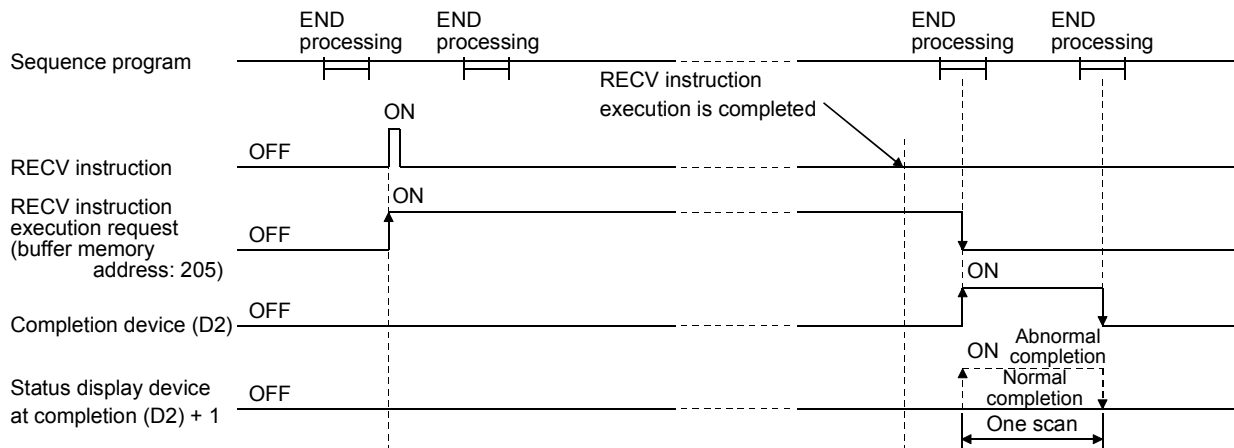 END
processing
END
processing
END
processing
END
processing
Sequence program
RECV instruction
execution is completed
ON
OFF
RECV instruction
RECV instruction
execution request
(buffer memory
address: 205)
ON
OFF
ON
OFF
Completion device (D2)
ON
Abnormal
completion
Normal
completion
OFF
Status display device
at completion (D2) + 1
One scan